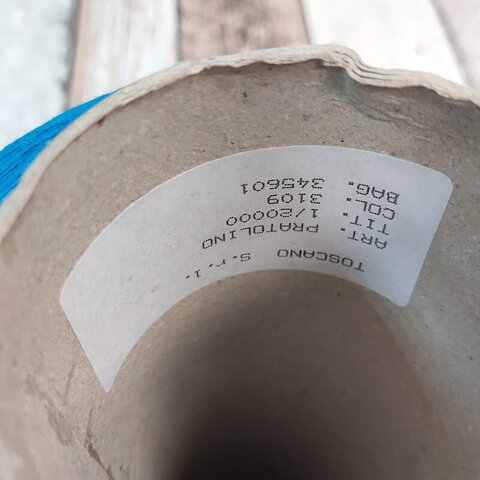 TOSCANO S.r.l.
ART. PRATOLINO
TIT. 1/20000
COL. 3109
BAG. 345601